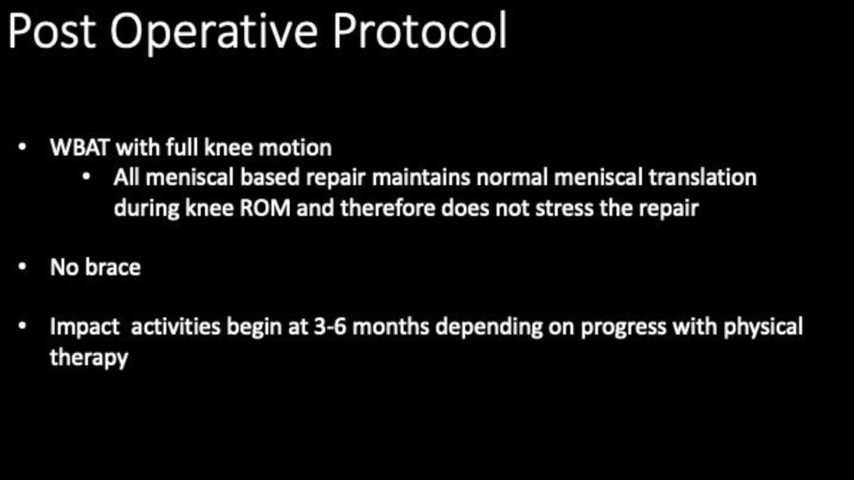 Post Operative Protocol
• WBAT with full knee motion
• All meniscal based repair maintains normal meniscal translation
during knee ROM and therefore does not stress the repair
• No brace
• Impact  activities begin at 3-6 months depending on progress with physical
therapy